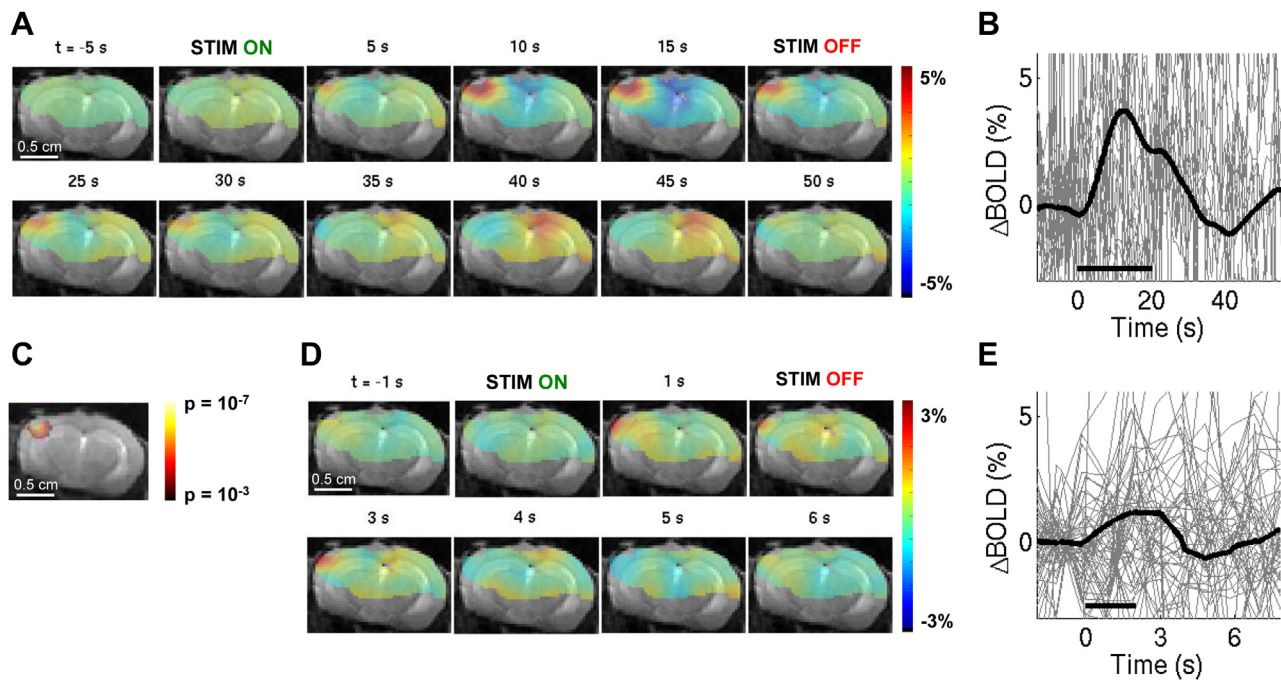 A
t = -5 s STIM ON 5 s 10 s 15 s STIM OFF
0.5 cm
25 s 30 s 35 s 40 s 45 s 50 s
5%
-5%
B
ΔBOLD (%)
5
0
0 20 40
Time (s)
C
0.5 cm
p = 10⁻⁷
p = 10⁻³
D
t = -1 s STIM ON 1 s STIM OFF
0.5 cm
3 s 4 s 5 s 6 s
3%
-3%
E
ΔBOLD (%)
5
0
0 3 6
Time (s)